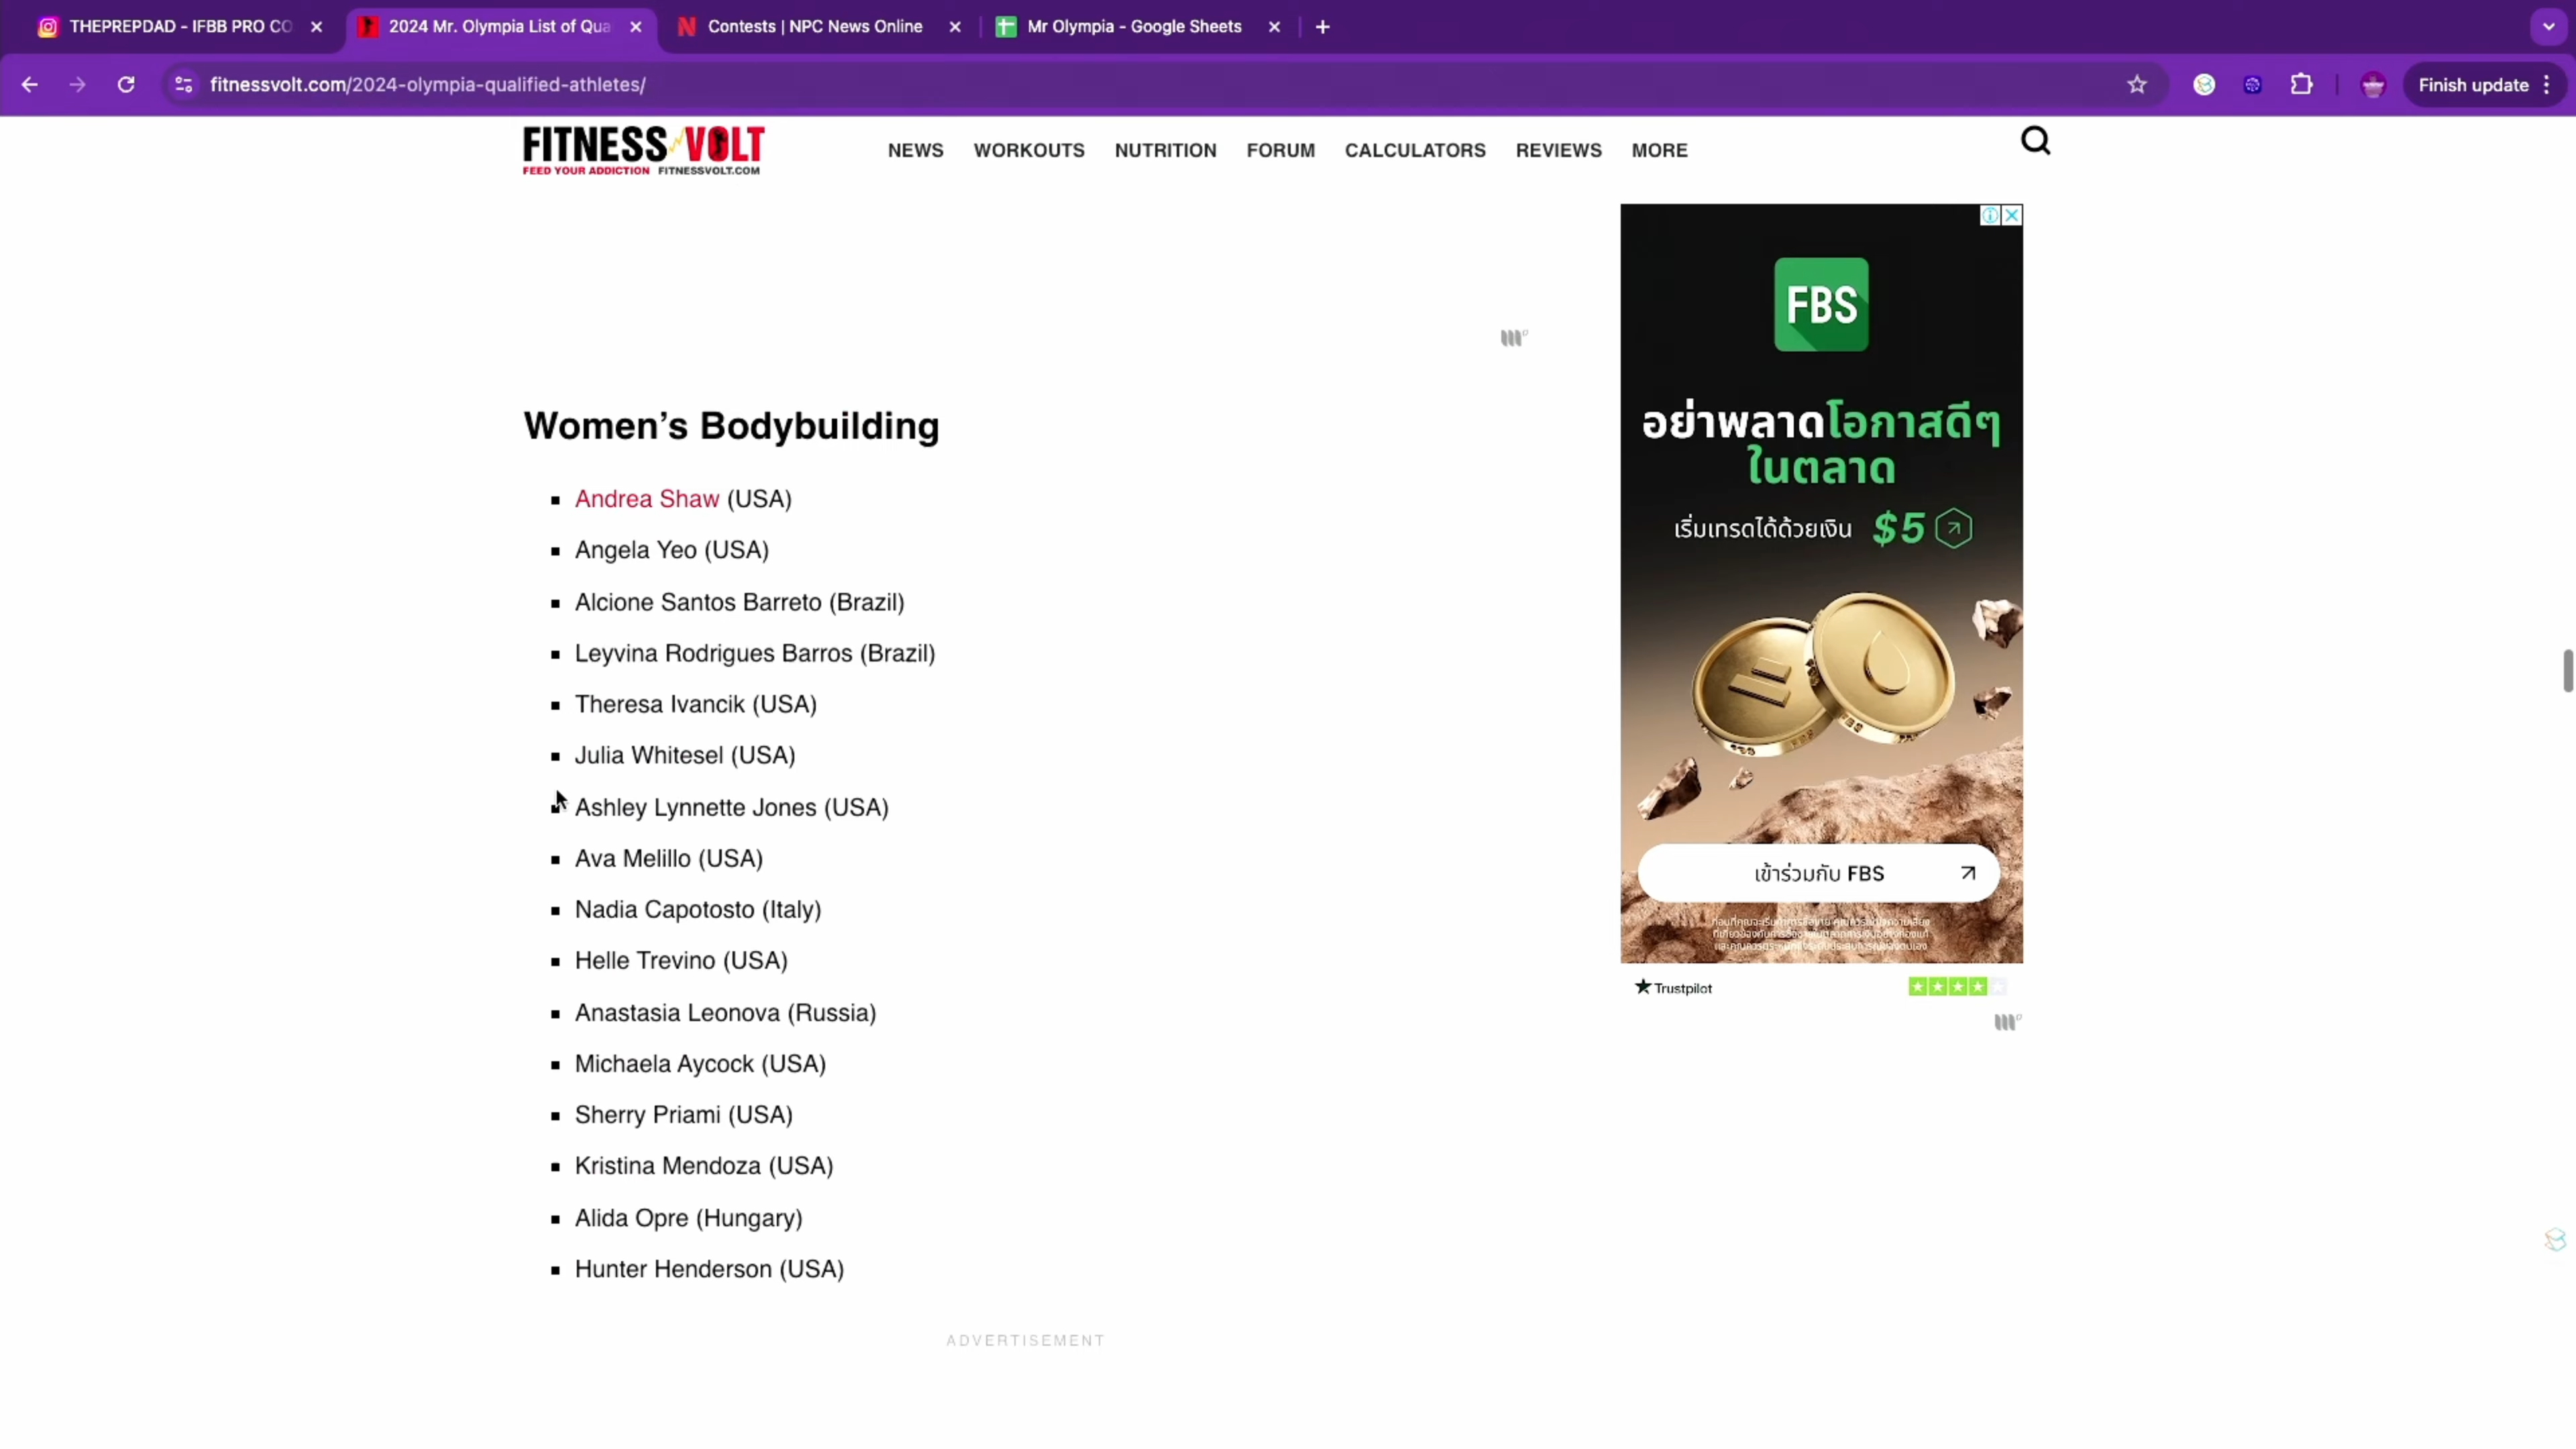 THEPREPDAD - IFBB PRO CO
2024 Mr. Olympia List of Qua
Contests | NPC News Online
Mr Olympia - Google Sheets
fitnessvolt.com/2024-olympia-qualified-athletes/
Finish update
FITNESS VOLT
FEED YOUR ADDICTION FITNESSVOLT.COM
NEWS WORKOUTS NUTRITION FORUM CALCULATORS REVIEWS MORE
Women’s Bodybuilding
Andrea Shaw (USA)
Angela Yeo (USA)
Alcione Santos Barreto (Brazil)
Leyvina Rodrigues Barros (Brazil)
Theresa Ivancik (USA)
Julia Whitesel (USA)
Ashley Lynnette Jones (USA)
Ava Melillo (USA)
Nadia Capotosto (Italy)
Helle Trevino (USA)
Anastasia Leonova (Russia)
Michaela Aycock (USA)
Sherry Priami (USA)
Kristina Mendoza (USA)
Alida Opre (Hungary)
Hunter Henderson (USA)
ADVERTISEMENT
FBS
อย่าพลาดโอกาสดีๆ
ในตลาด
เริ่มเทรดได้ด้วยเงิน $5
เข้าร่วมกับ FBS
Trustpilot